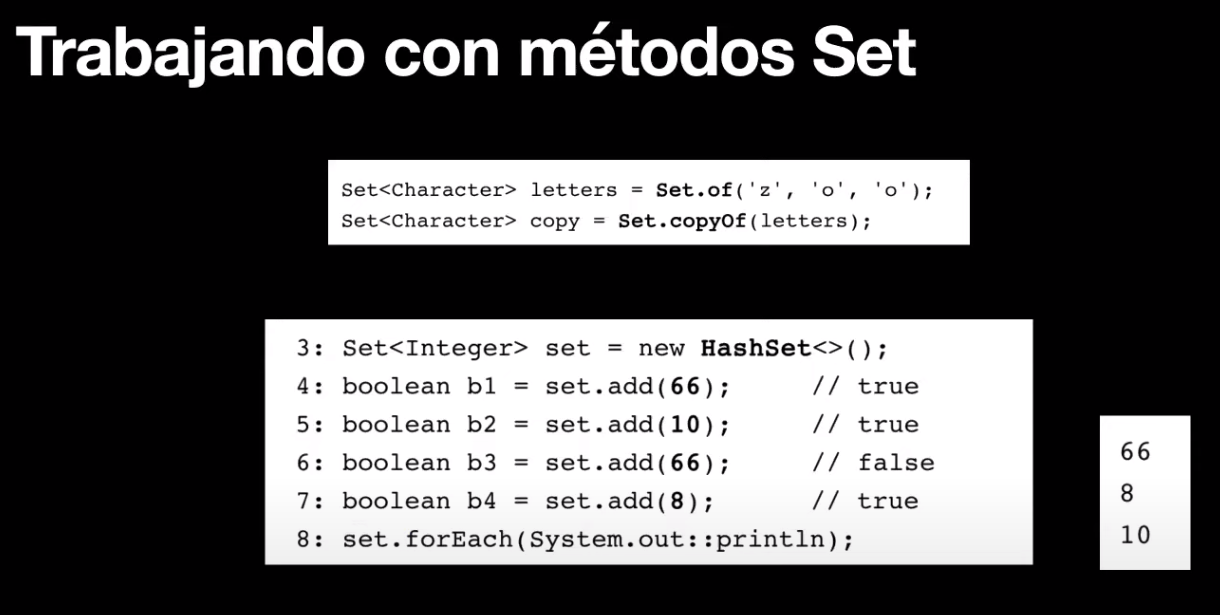 Trabajando con métodos Set
Set<Character> letters = Set.of('z', 'o', 'o');
Set<Character> copy = Set.copyOf(letters);
3: Set<Integer> set = new HashSet<>();
4: boolean b1 = set.add(66);     // true
5: boolean b2 = set.add(10);     // true
6: boolean b3 = set.add(66);     // false
7: boolean b4 = set.add(8);      // true
8: set.forEach(System.out::println);
66
8
10